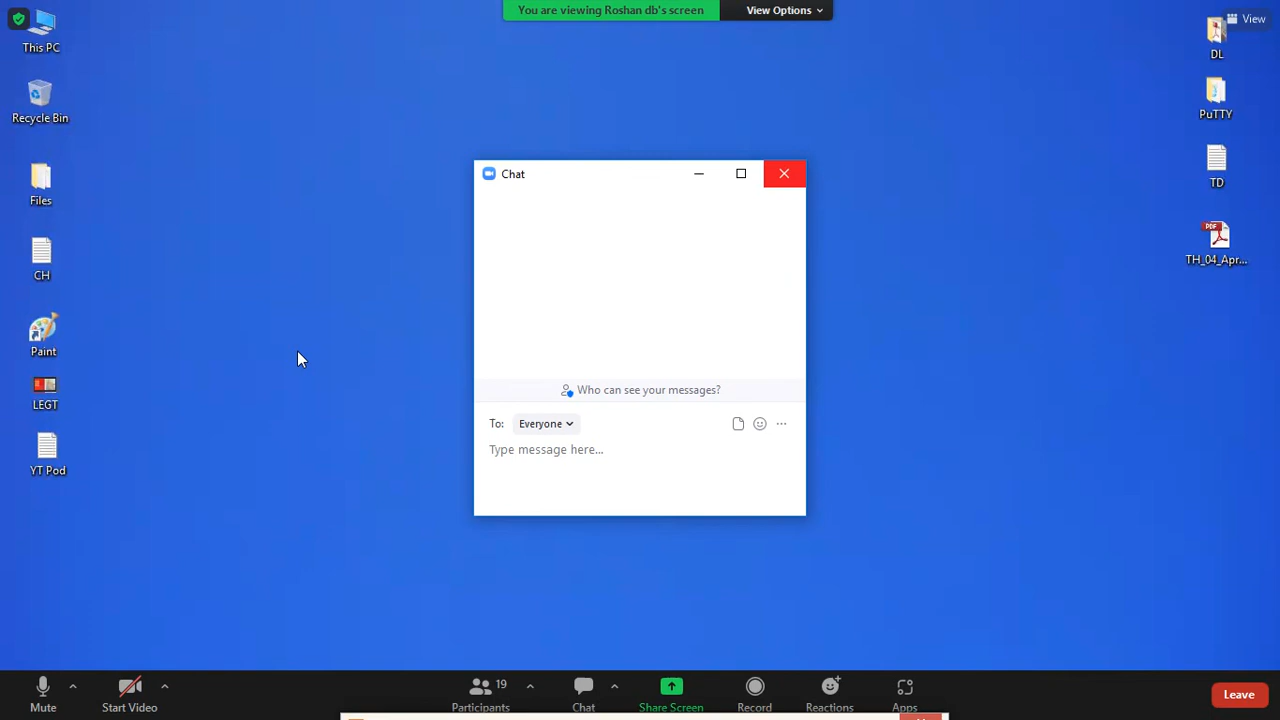 You are viewing Roshan db's screen
View Options
View
This PC
Recycle Bin
Files
CH
Paint
LEGT
YT Pod
DL
PuTTY
TD
PDF
TH_04_Apr...
Chat
Who can see your messages?
To: Everyone
Type message here...
Mute
Start Video
19
Participants
Chat
Share Screen
Record
Reactions
Apps
Leave